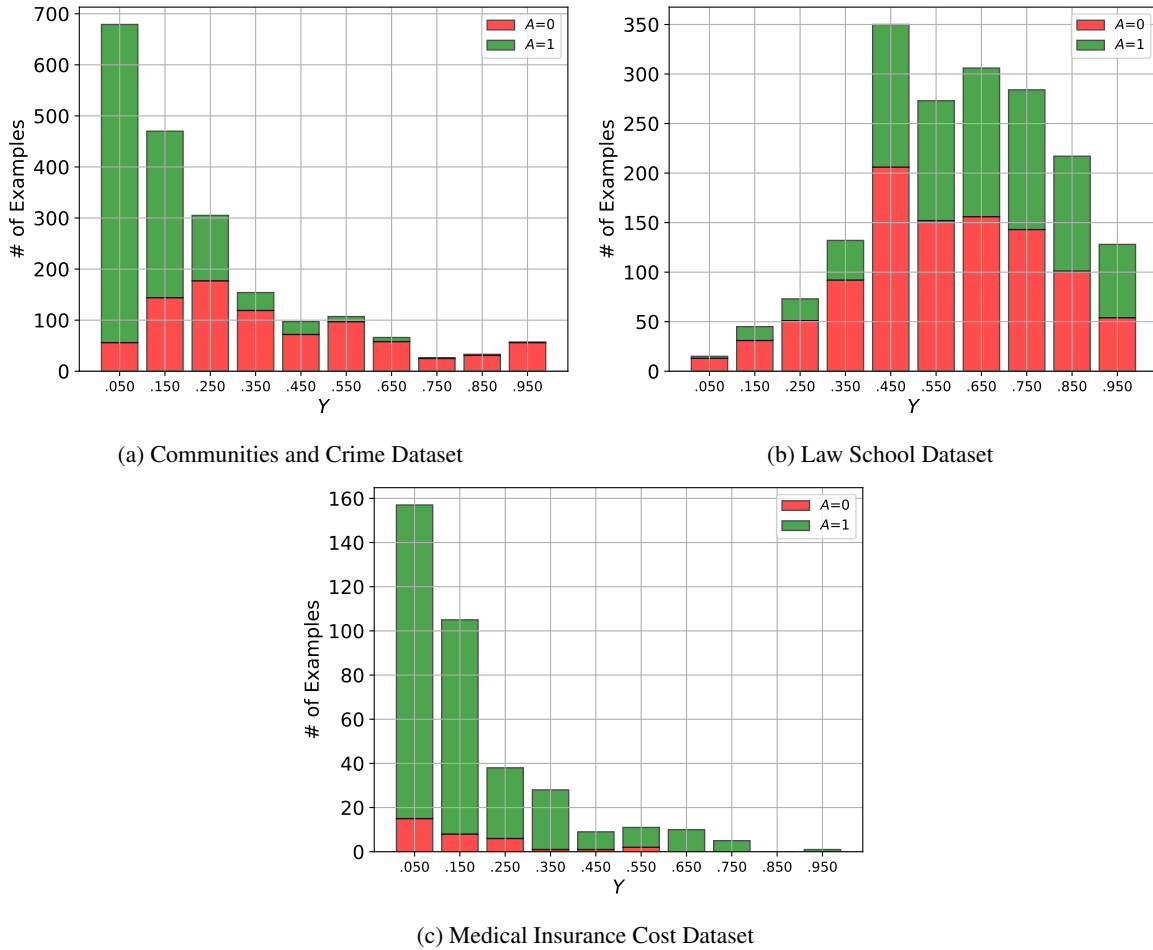 700
600
500
400
300
200
100
0
# of Examples
A=0
A=1
.050 .150 .250 .350 .450 .550 .650 .750 .850 .950
Y
(a) Communities and Crime Dataset
350
300
250
200
150
100
50
0
# of Examples
A=0
A=1
.050 .150 .250 .350 .450 .550 .650 .750 .850 .950
Y
(b) Law School Dataset
160
140
120
100
80
60
40
20
0
# of Examples
A=0
A=1
.050 .150 .250 .350 .450 .550 .650 .750 .850 .950
Y
(c) Medical Insurance Cost Dataset